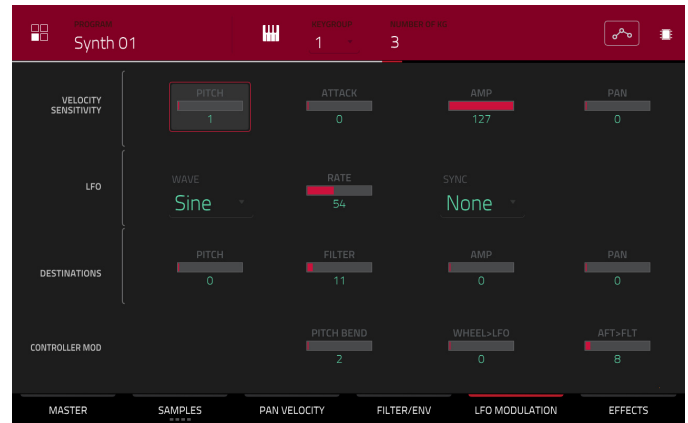 PROGRAM KEYGROUP NUMBER OF KG
Synth 01 1 3
VELOCITY SENSITIVITY PITCH ATTACK AMP PAN
1 0 127 0
LFO WAVE RATE SYNC
Sine 54 None
DESTINATIONS PITCH FILTER AMP PAN
0 11 0 0
CONTROLLER MOD PITCH BEND WHEEL>LFO AFT>FLT
2 0 8
MASTER SAMPLES PAN VELOCITY FILTER/ENV LFO MODULATION EFFECTS